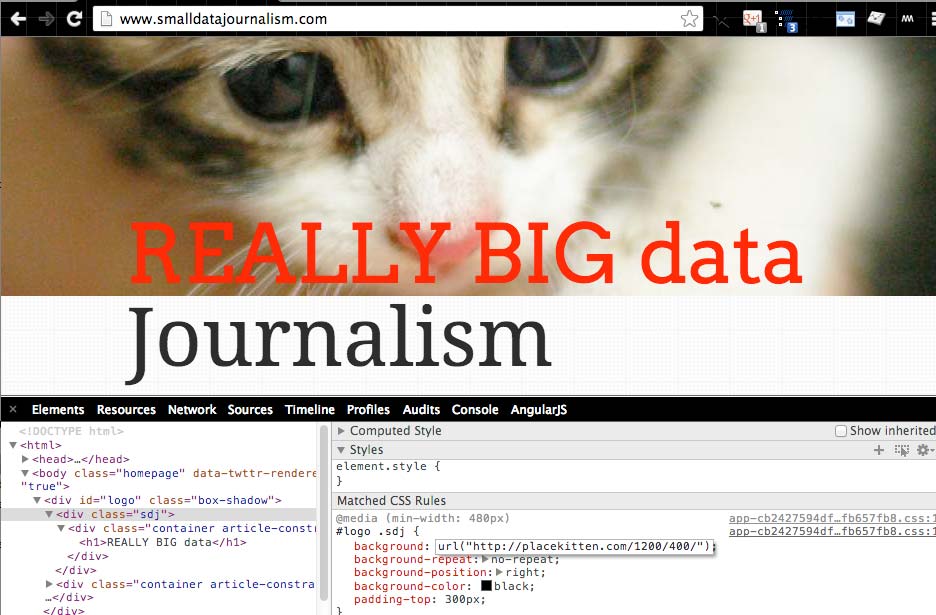 www.smalldatajournalism.com
g+1
1
3
REALLY BIG data
Journalism
× Elements Resources Network Sources Timeline Profiles Audits Console AngularJS
<!DOCTYPE html>
▼<html>
▶<head>…</head>
▼<body class="homepage" data-twttr-rendere
"true">
▼<div id="logo" class="box-shadow">
▼<div class="sdj">
▼<div class="container article-constr
<h1>REALLY BIG data</h1>
</div>
</div>
▶<div class="container article-constra
…</div>
</div>
▶ Computed Style
Show inherited
▼ Styles
element.style {
}
Matched CSS Rules
@media (min-width: 480px) app-cb2427594df…fb657fb8.css:1
#logo .sdj { app-cb2427594df…fb657fb8.css:1
background: url("http://placekitten.com/1200/400/");
background-repeat:▶no-repeat;
background-position:▶right;
background-color: black;
padding-top: 300px;
}